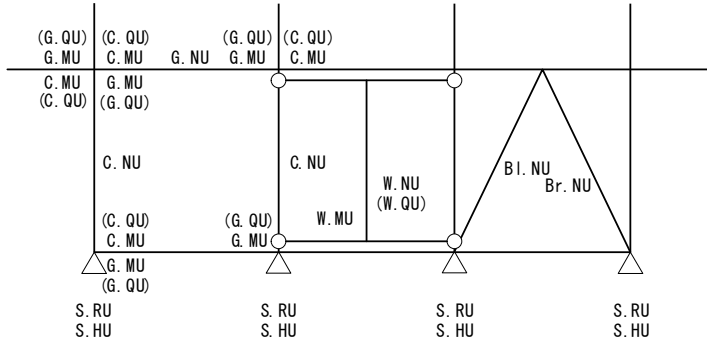 (G.QU) (C.QU) (G.QU) (C.QU)
G.MU C.MU G.NU G.MU C.MU
C.MU G.MU
(C.QU) (G.QU)
C.NU C.NU Bl.NU
W.NU Br.NU
(W.QU)
(C.QU) (G.QU) W.MU
C.MU G.MU
G.MU
(G.QU)
S.RU S.RU S.RU S.RU
S.HU S.HU S.HU S.HU